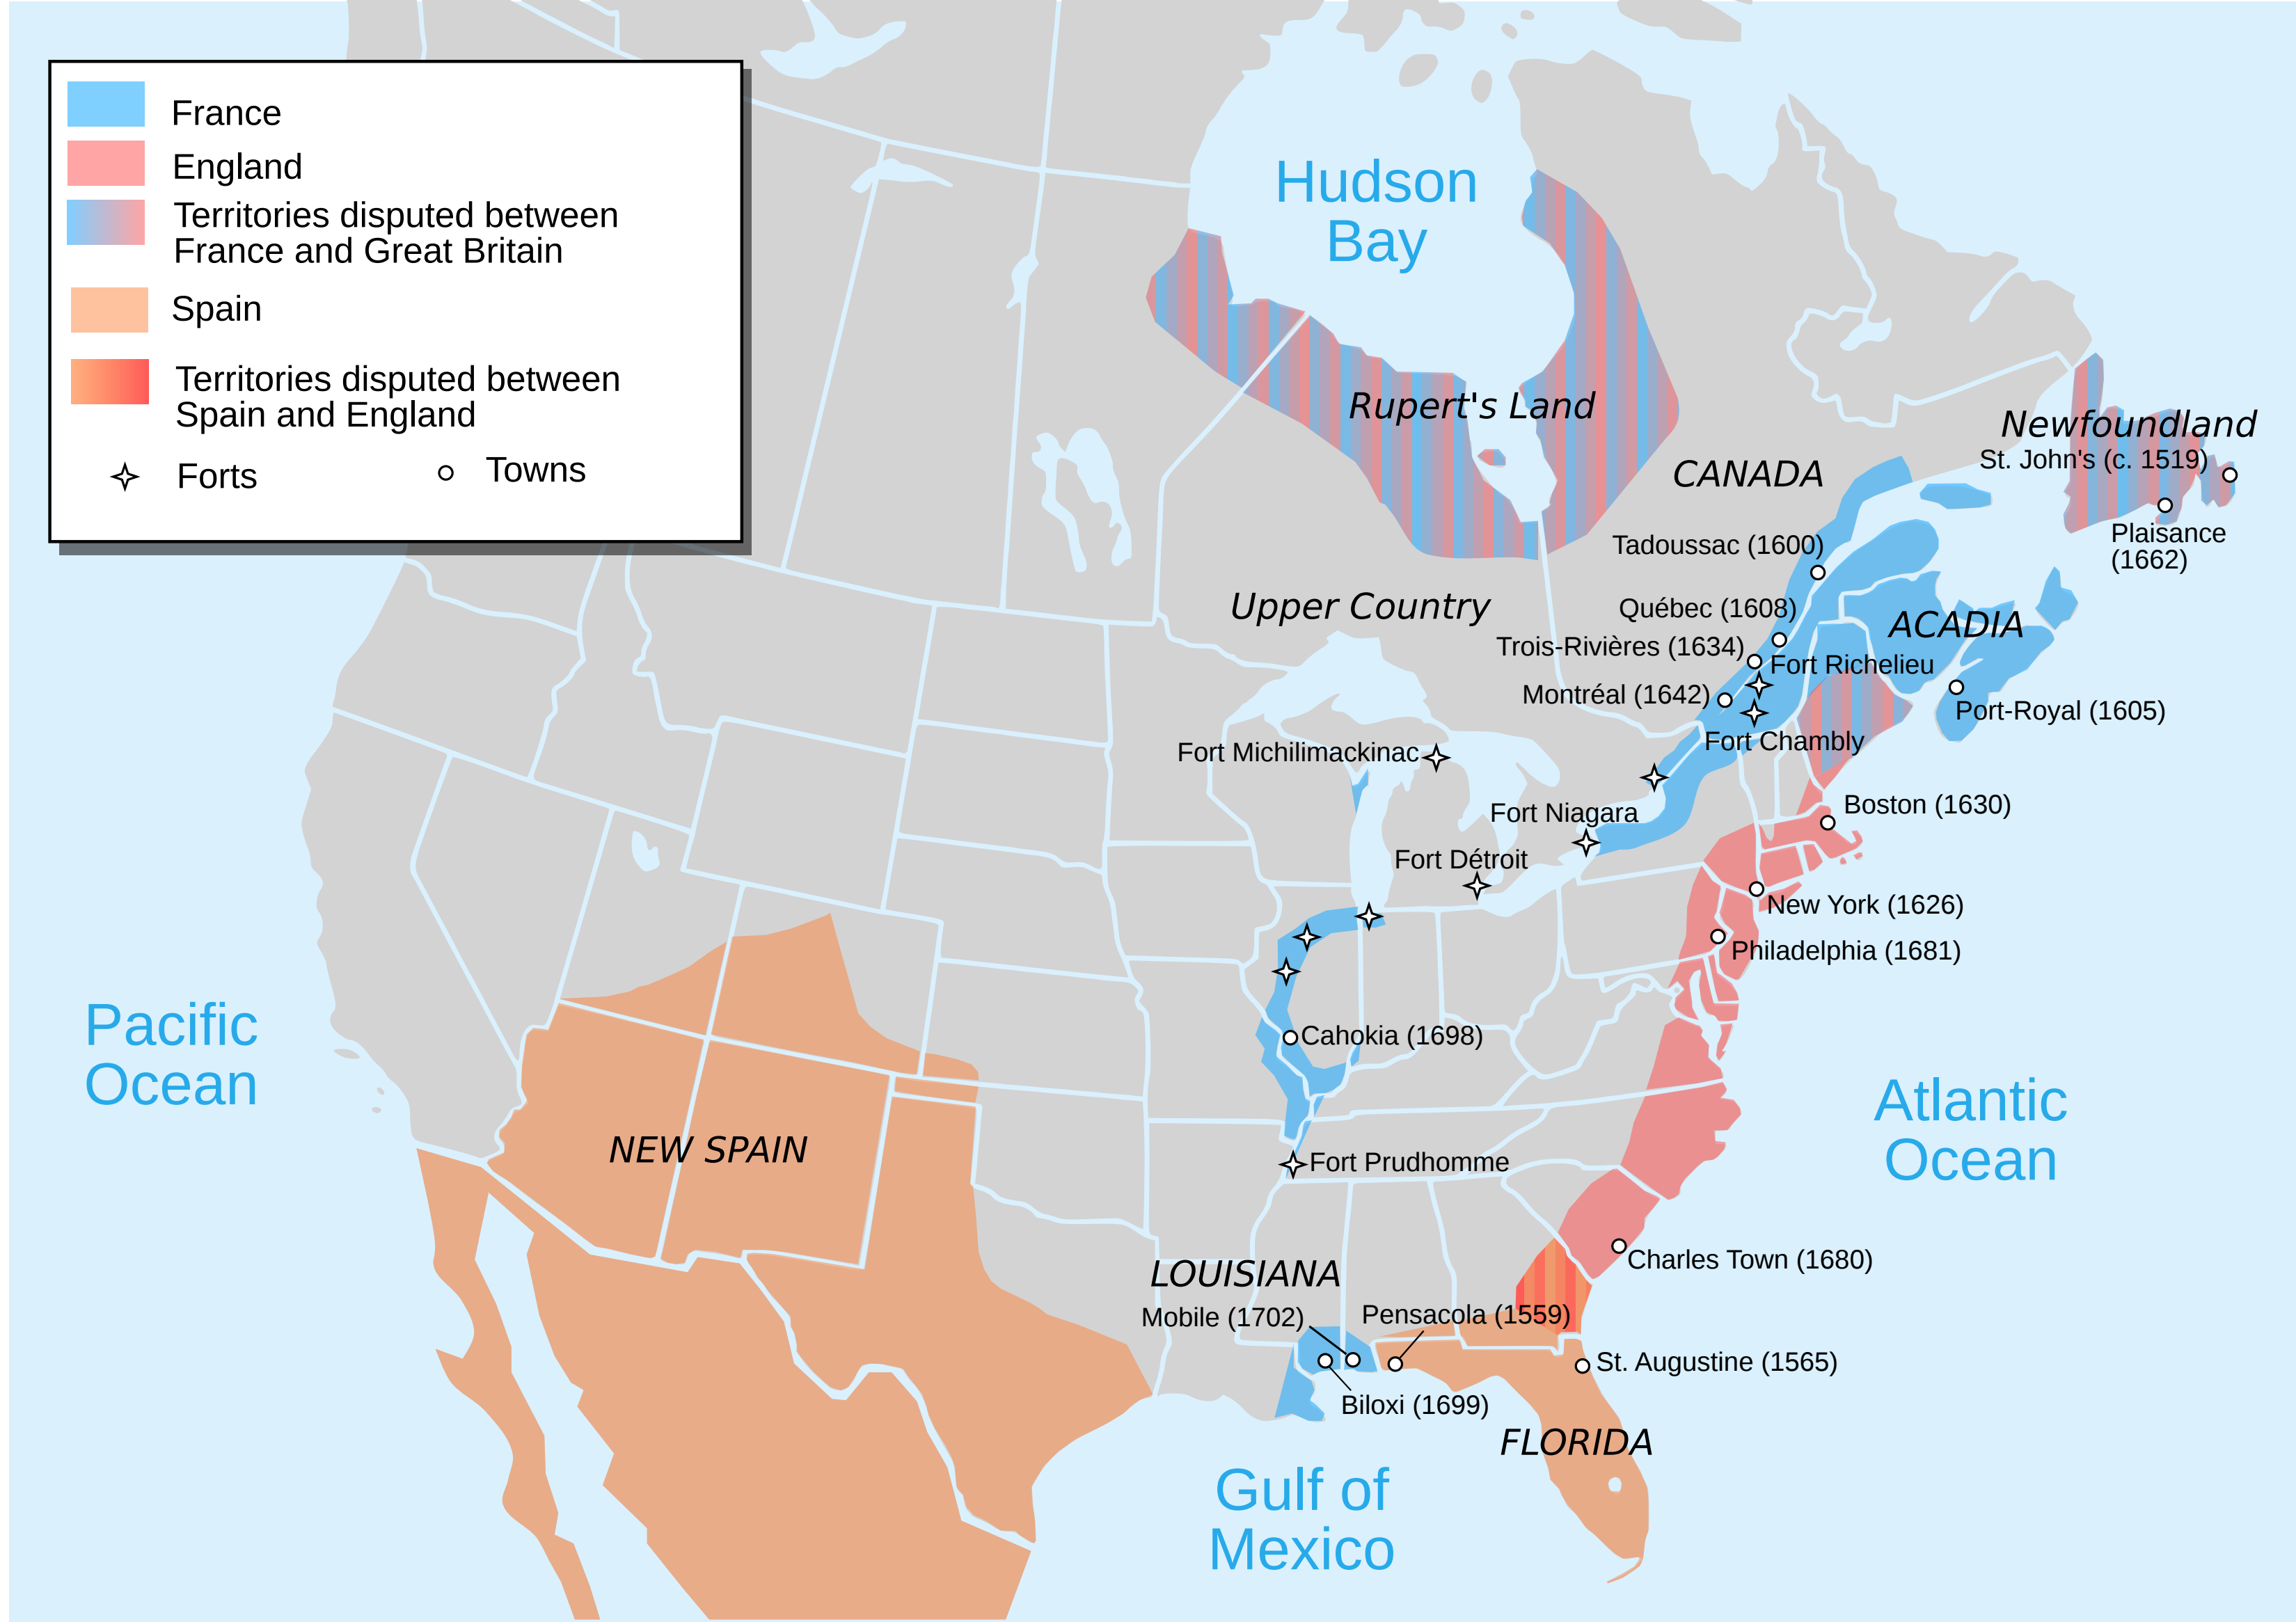 France
England
Territories disputed between
France and Great Britain
Spain
Territories disputed between
Spain and England
Forts
Towns
Hudson
Bay
Rupert's Land
Newfoundland
St. John's (c. 1519)
CANADA
Plaisance
(1662)
Tadoussac (1600)
Upper Country
Québec (1608)
ACADIA
Trois-Rivières (1634)
Fort Richelieu
Montréal (1642)
Port-Royal (1605)
Fort Chambly
Fort Michilimackinac
Boston (1630)
Fort Niagara
Fort Détroit
New York (1626)
Philadelphia (1681)
Pacific
Ocean
Cahokia (1698)
Atlantic
Ocean
NEW SPAIN
Fort Prudhomme
Charles Town (1680)
LOUISIANA
Mobile (1702)
Pensacola (1559)
St. Augustine (1565)
Biloxi (1699)
FLORIDA
Gulf of
Mexico